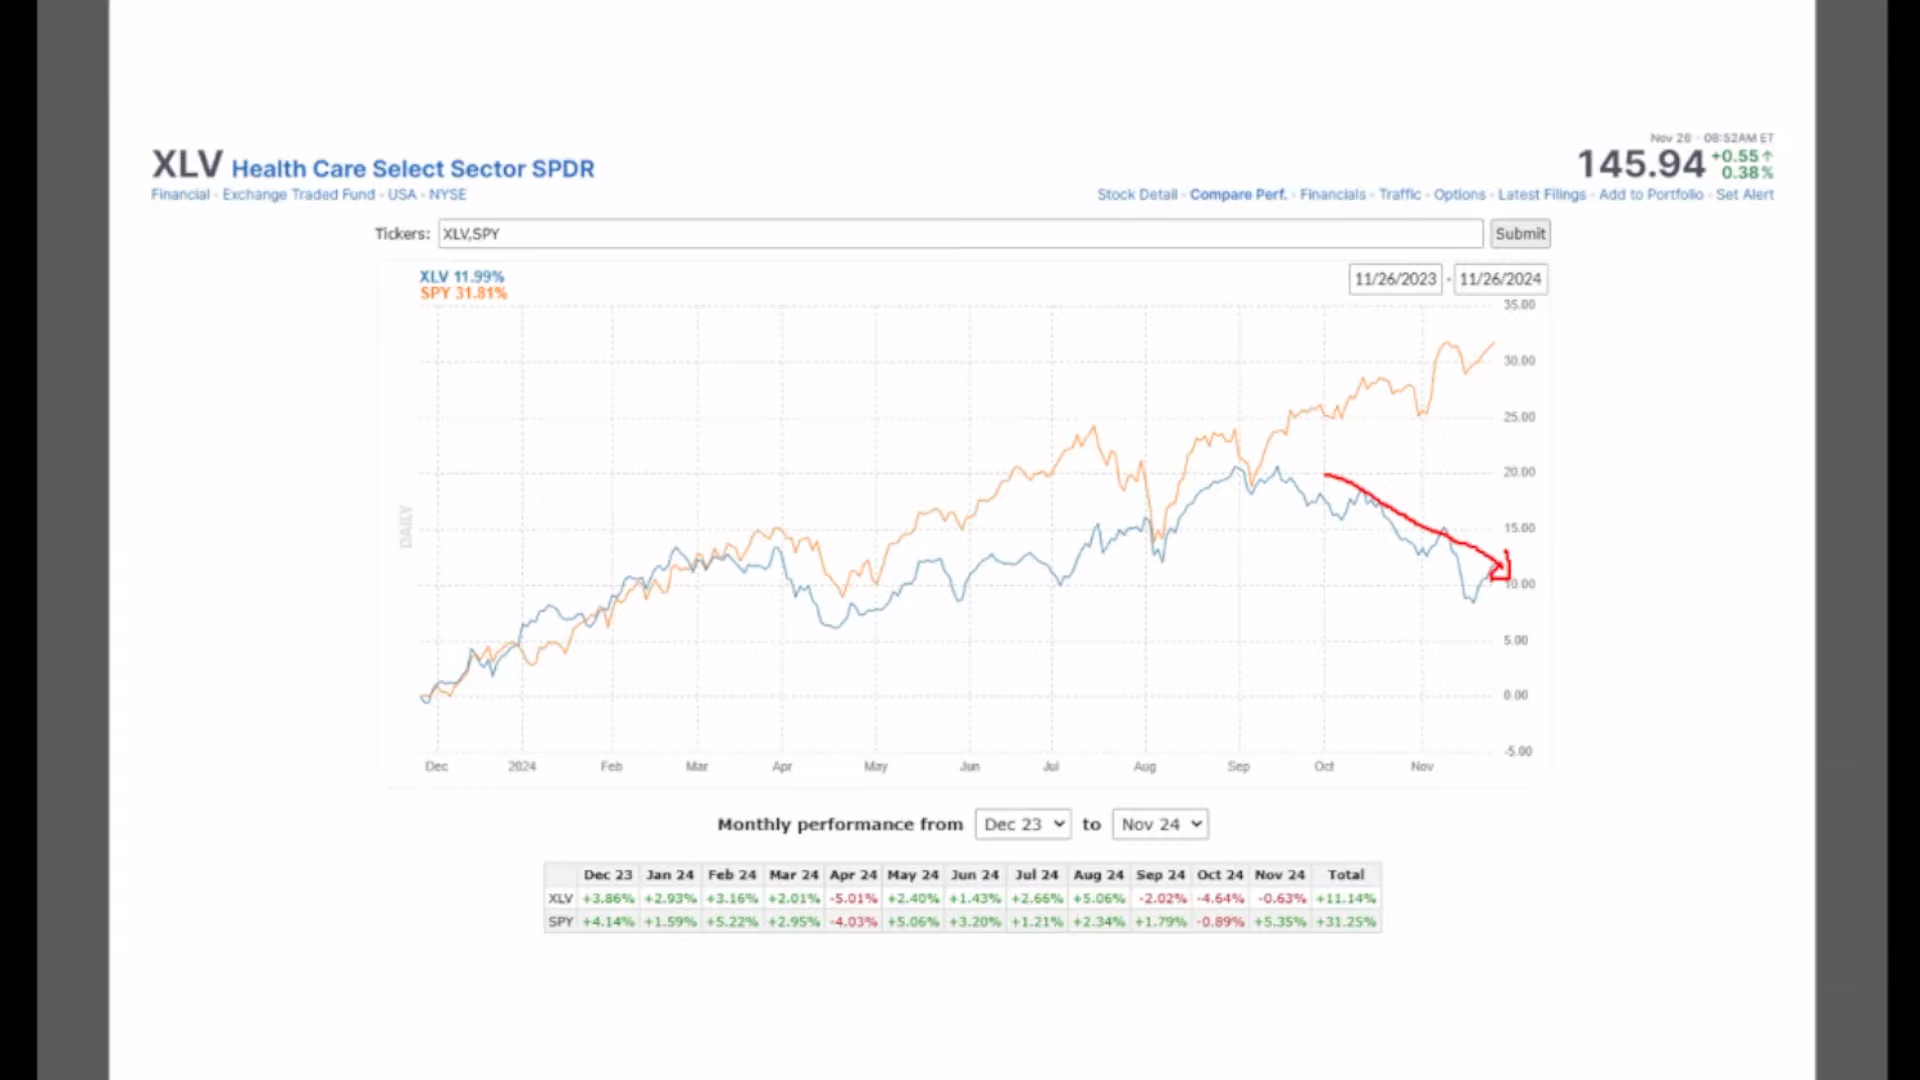 Nov 26 · 08:52AM ET
XLV Health Care Select Sector SPDR
145.94 +0.55↑ 0.38%
Financial · Exchange Traded Fund · USA · NYSE
Stock Detail · Compare Perf. · Financials · Traffic · Options · Latest Filings · Add to Portfolio · Set Alert
Tickers: XLV,SPY Submit
XLV 11.99%
SPY 31.81%
11/26/2023 - 11/26/2024
35.00
30.00
25.00
20.00
15.00
10.00
5.00
0.00
-5.00
DAILY
Dec 2024 Feb Mar Apr May Jun Jul Aug Sep Oct Nov
Monthly performance from Dec 23 to Nov 24
Dec 23 Jan 24 Feb 24 Mar 24 Apr 24 May 24 Jun 24 Jul 24 Aug 24 Sep 24 Oct 24 Nov 24 Total
XLV +3.86% +2.93% +3.16% +2.01% -5.01% +2.40% +1.43% +2.66% +5.06% -2.02% -4.64% -0.63% +11.14%
SPY +4.14% +1.59% +5.22% +2.95% -4.03% +5.06% +3.20% +1.21% +2.34% +1.79% -0.89% +5.35% +31.25%